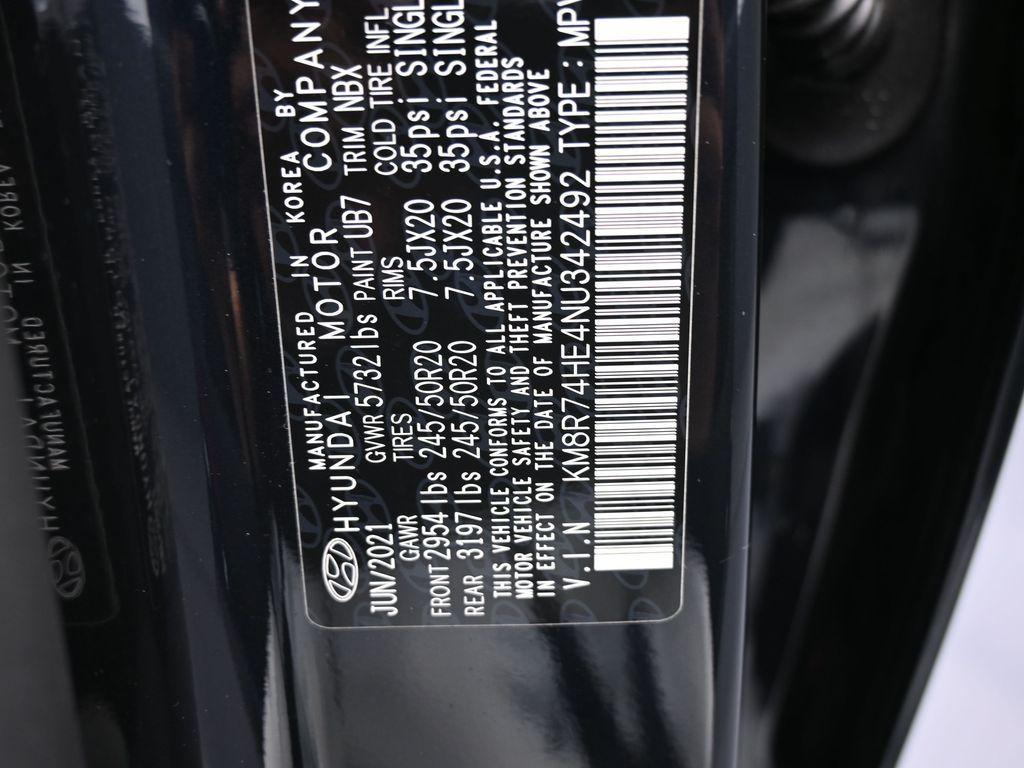 MANUFACTURED IN KOREA BY
HYUNDAI MOTOR COMPANY
JUN/2021 GVWR 5732lbs PAINT UB7 TRIM NBX
GAWR TIRES RIMS COLD TIRE INFL
FRONT 2954lbs 245/50R20 7.5JX20 35psi SINGL
REAR 3197lbs 245/50R20 7.5JX20 35psi SINGL
THIS VEHICLE CONFORMS TO ALL APPLICABLE U.S.A. FEDERAL
MOTOR VEHICLE SAFETY AND THEFT PREVENTION STANDARDS
IN EFFECT ON THE DATE OF MANUFACTURE SHOWN ABOVE
V.I.N KM8R74HE4NU342492 TYPE : MPV